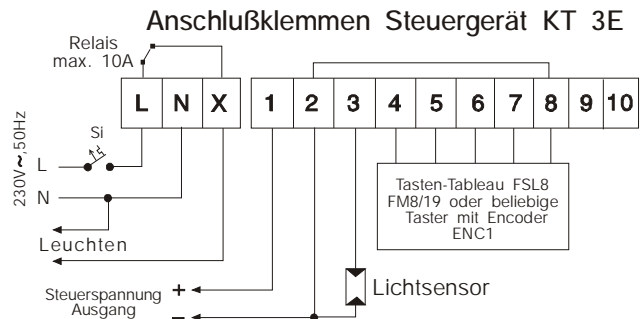 Anschlußklemmen Steuergerät KT 3E
Relais
max. 10A
L N X 1 2 3 4 5 6 7 8 9 10
Si
230V~,50Hz
L
N
Leuchten
Tasten-Tableau FSL8
FM8/19 oder beliebige
Taster mit Encoder
ENC1
Lichtsensor
Steuerspannung +
Ausgang –